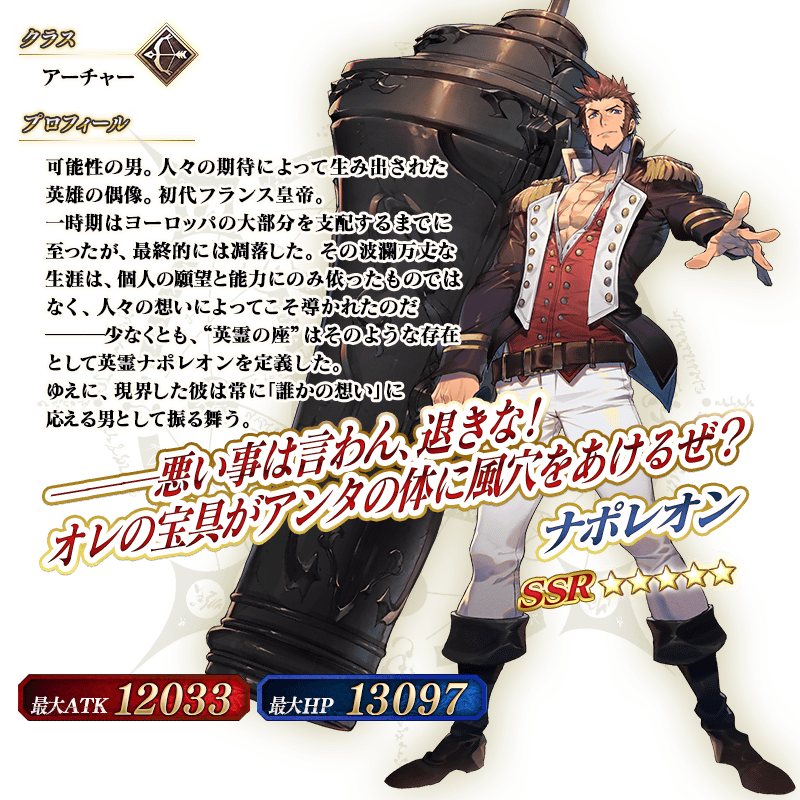 クラス
アーチャー
プロフィール
可能性の男。人々の期待によって生み出された
英雄の偶像。初代フランス皇帝。
一時期はヨーロッパの大部分を支配するまでに
至ったが、最終的には凋落した。その波瀾万丈な
生涯は、個人の願望と能力にのみ依ったものでは
なく、人々の想いによってこそ導かれたのだ
———少なくとも、“英霊の座”はそのような存在
として英霊ナポレオンを定義した。
ゆえに、現界した彼は常に「誰かの想い」に
応える男として振る舞う。
———悪い事は言わん、退きな!
オレの宝具がアンタの体に風穴をあけるぜ?
ナポレオン
SSR ☆☆☆☆☆
最大ATK 12033
最大HP 13097